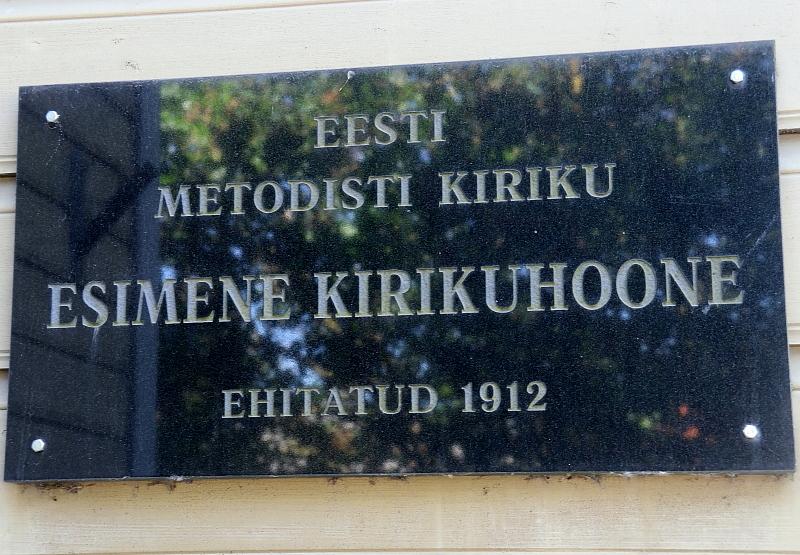 EESTI
METODISTI KIRIKU
ESIMENE KIRIKUHOONE
EHITATUD 1912